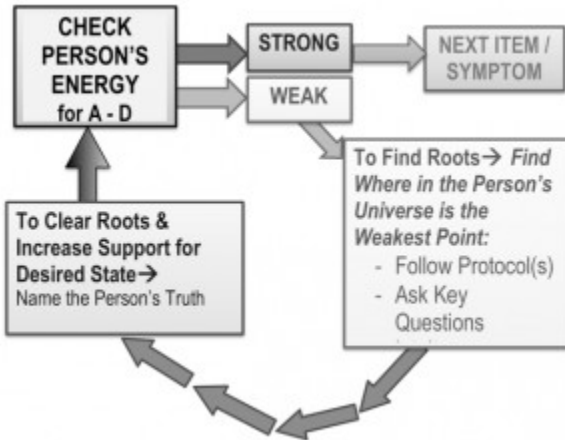 CHECK
PERSON'S
ENERGY
for A - D
STRONG
NEXT ITEM /
SYMPTOM
WEAK
To Find Roots→ Find
Where in the Person's
Universe is the
Weakest Point:
- Follow Protocol(s)
- Ask Key
Questions
To Clear Roots &
Increase Support for
Desired State→
Name the Person's Truth